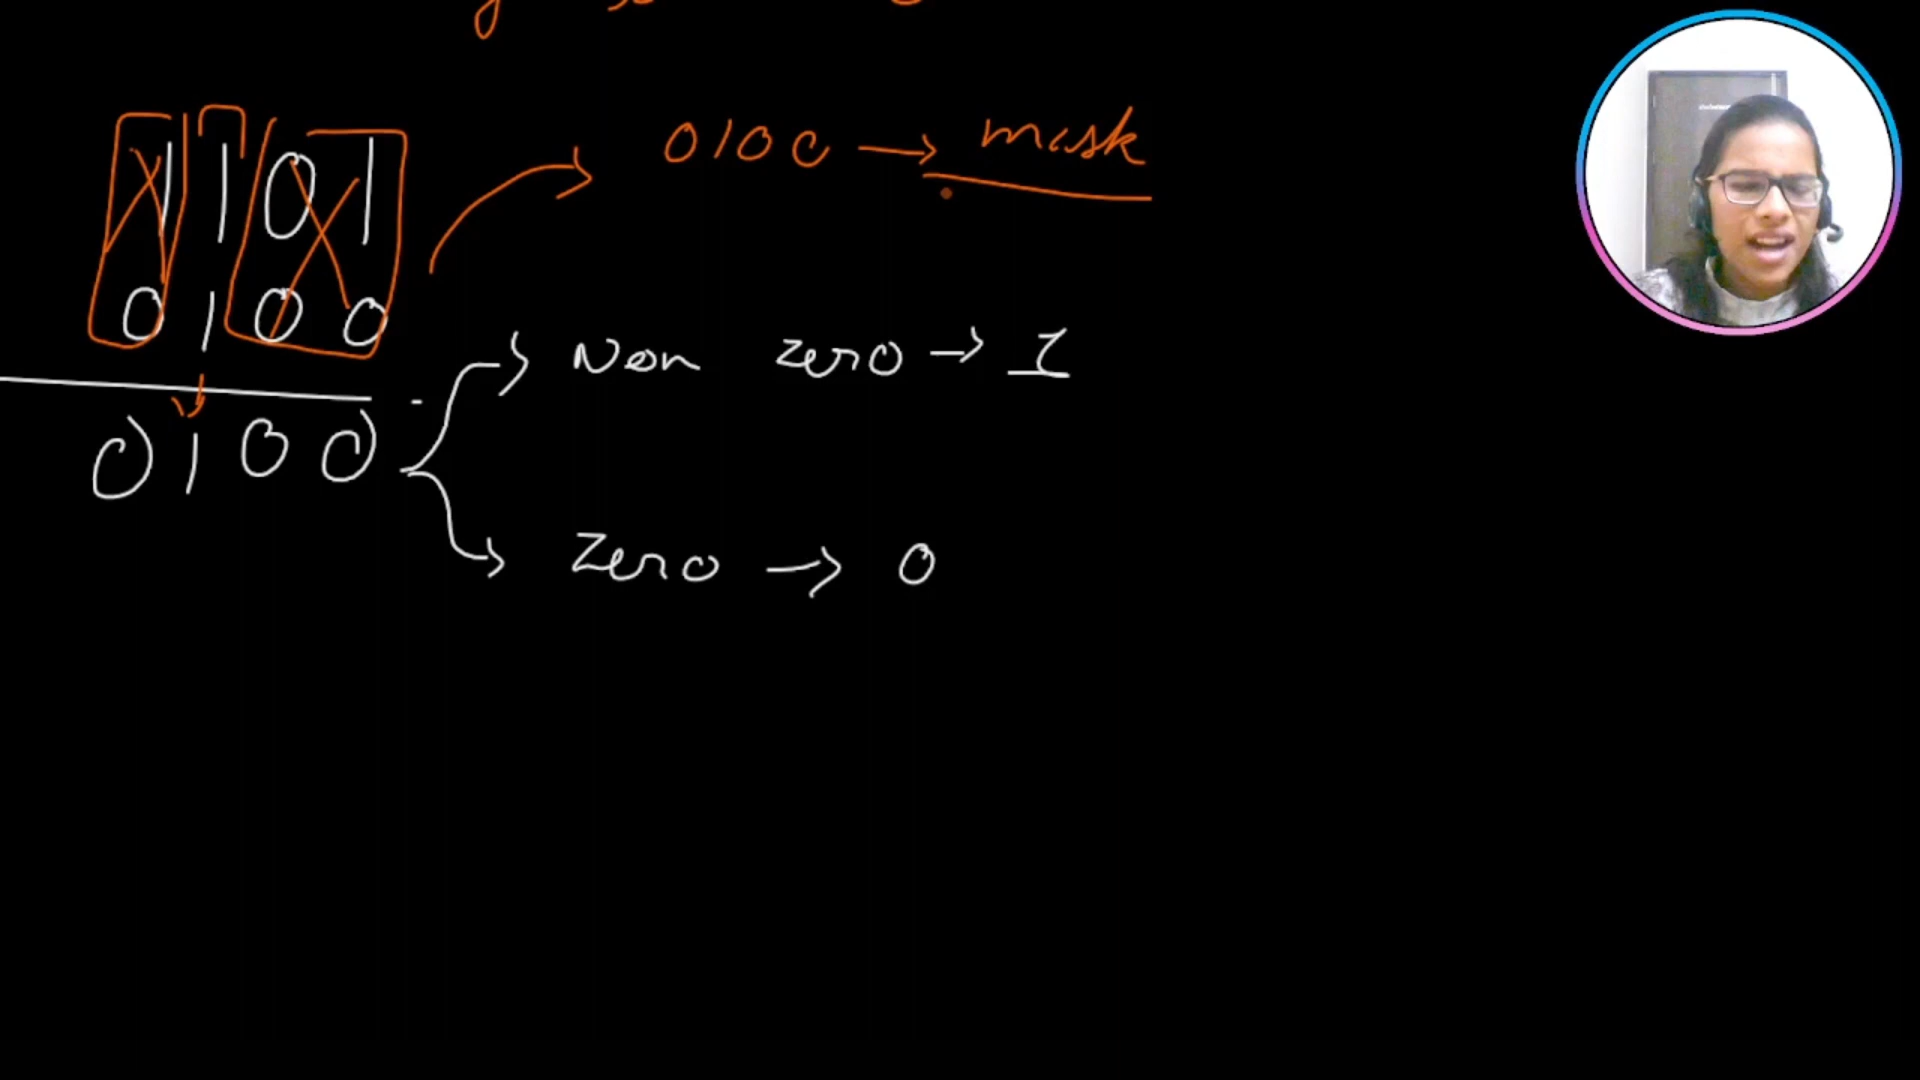 0100 → mask
1101
0100
Non zero → 1
0100
zero → 0